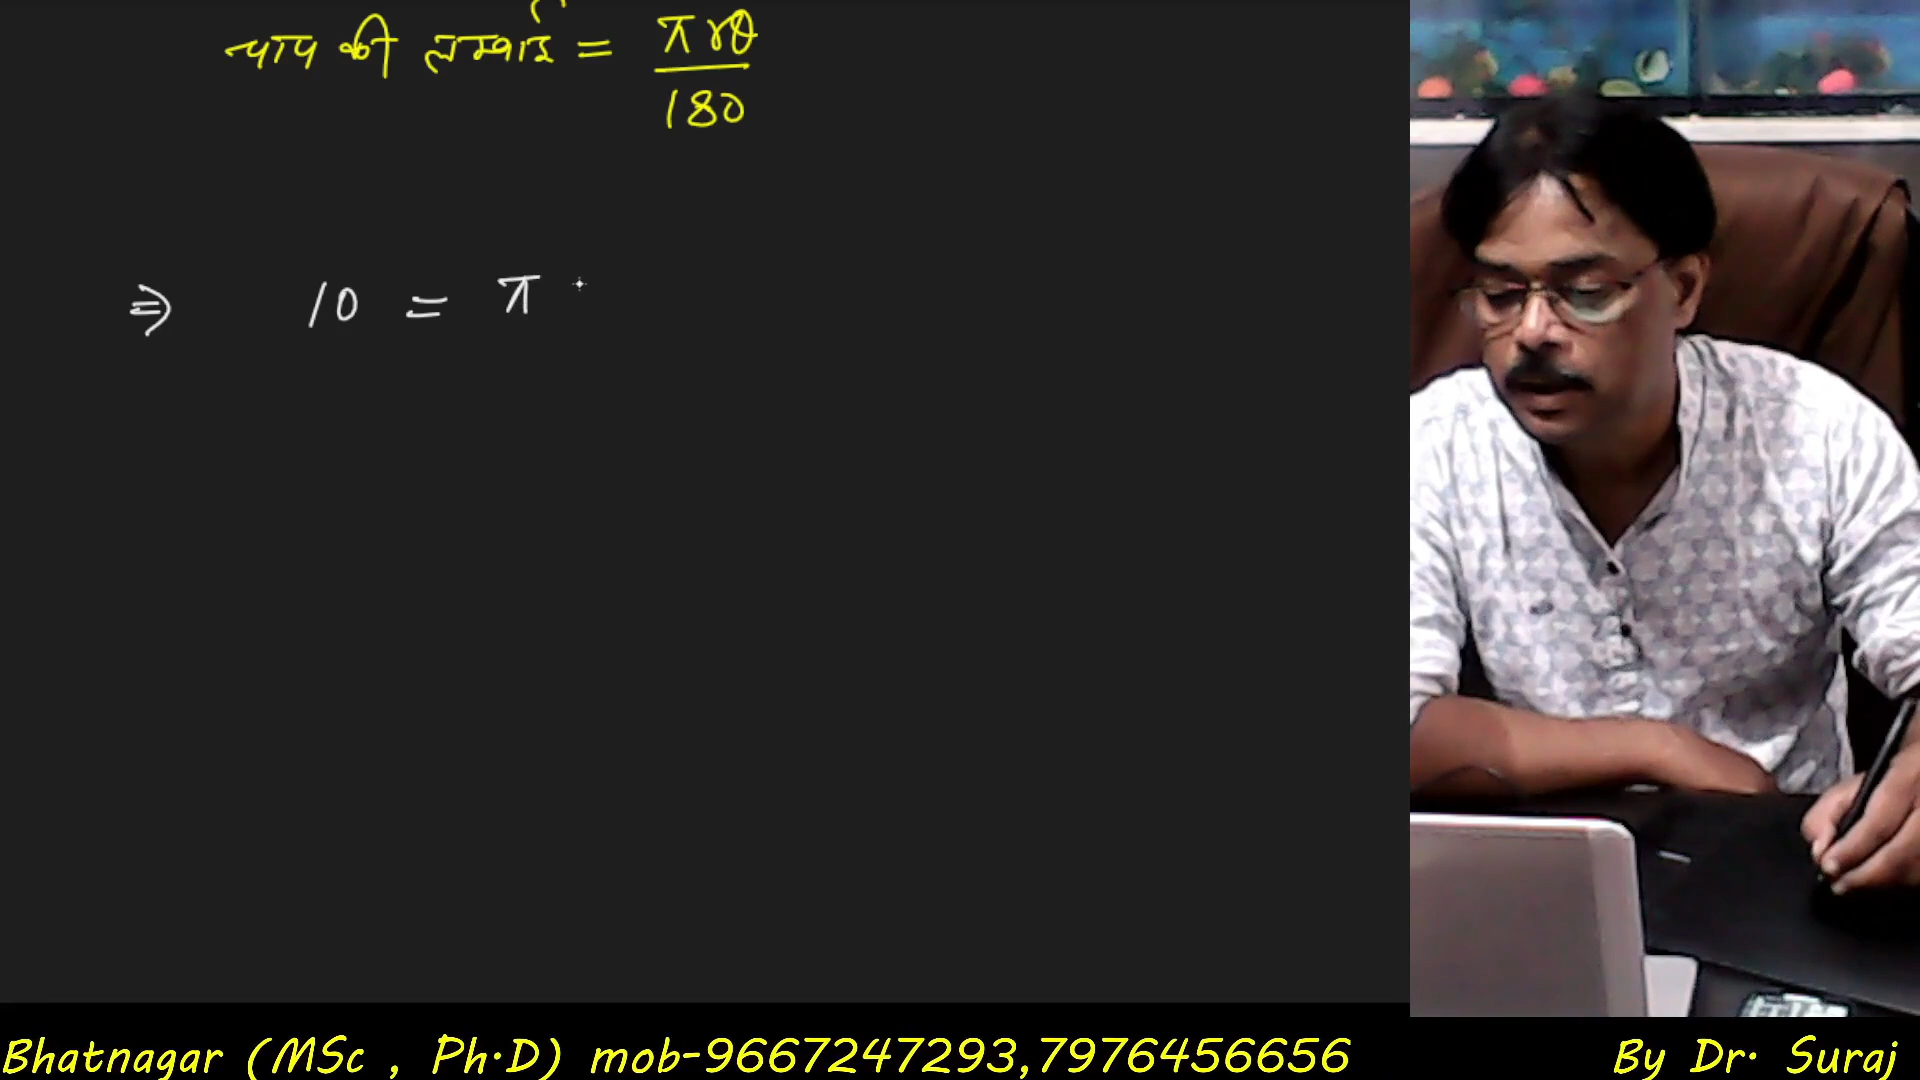 चाप की लम्बाई = πrθ
180
⇒ 10 = π
Bhatnagar (MSc , Ph.D) mob-9667247293,7976456656 By Dr. Suraj